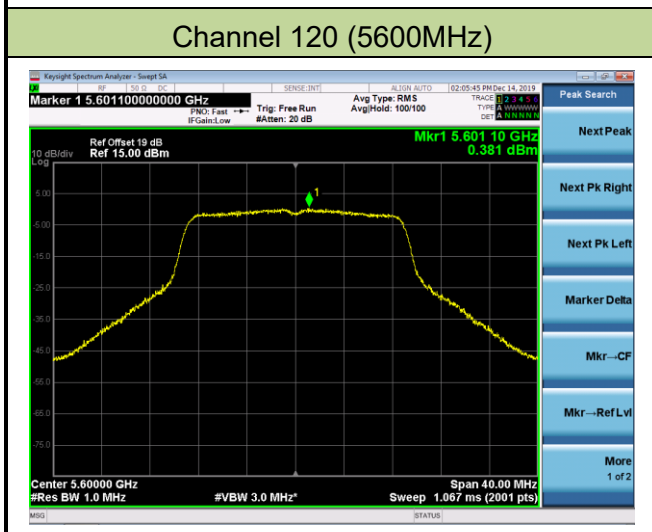 Channel 120 (5600MHz)
Keysight Spectrum Analyzer - Swept SA
RF 50 Ω DC SENSE:INT ALIGN AUTO 02:05:45 PM Dec 14, 2019
Marker 1 5.601100000000 GHz
PNO: Fast
IFGain:Low
Trig: Free Run
#Atten: 20 dB
Avg Type: RMS
Avg|Hold: 100/100
TRACE 1 2 3 4 5 6
TYPE A WWWWW
DET A N N N N N
Peak Search
Ref Offset 19 dB
10 dB/div Ref 15.00 dBm
Log
Mkr1 5.601 10 GHz
0.381 dBm
1
5.00
-5.00
-15.0
-25.0
-35.0
-45.0
-55.0
-65.0
-75.0
Next Peak
Next Pk Right
Next Pk Left
Marker Delta
Mkr→CF
Mkr→Ref Lvl
More
1 of 2
Center 5.60000 GHz Span 40.00 MHz
#Res BW 1.0 MHz #VBW 3.0 MHz* Sweep 1.067 ms (2001 pts)
MSG STATUS